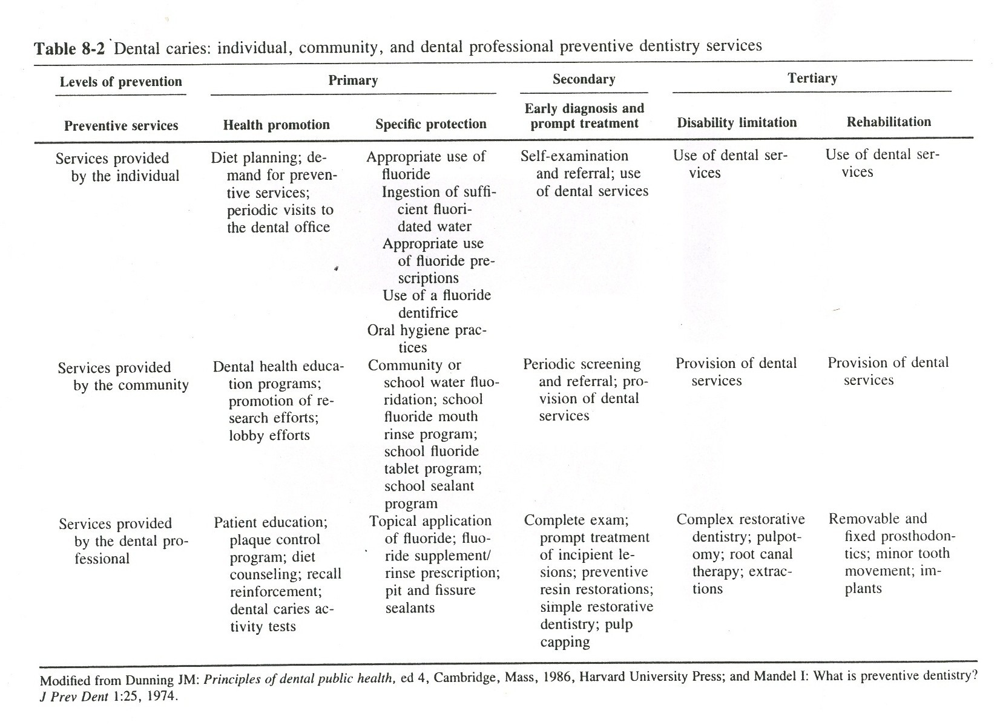 Table 8-2 Dental caries: individual, community, and dental professional preventive dentistry services
Levels of prevention
Primary
Secondary
Tertiary
Preventive services
Health promotion
Specific protection
Early diagnosis and
prompt treatment
Disability limitation
Rehabilitation
Services provided
by the individual
Diet planning; de-
mand for preven-
tive services;
periodic visits to
the dental office
Appropriate use of
fluoride
Ingestion of suffi-
cient fluori-
dated water
Appropriate use
of fluoride pre-
scriptions
Use of a fluoride
dentifrice
Oral hygiene prac-
tices
Self-examination
and referral; use
of dental services
Use of dental ser-
vices
Use of dental ser-
vices
Services provided
by the community
Dental health educa-
tion programs;
promotion of re-
search efforts;
lobby efforts
Community or
school water fluo-
ridation; school
fluoride mouth
rinse program;
school fluoride
tablet program;
school sealant
program
Periodic screening
and referral; pro-
vision of dental
services
Provision of dental
services
Provision of dental
services
Services provided
by the dental pro-
fessional
Patient education;
plaque control
program; diet
counseling; recall
reinforcement;
dental caries ac-
tivity tests
Topical application
of fluoride; fluo-
ride supplement/
rinse prescription;
pit and fissure
sealants
Complete exam;
prompt treatment
of incipient le-
sions; preventive
resin restorations;
simple restorative
dentistry; pulp
capping
Complex restorative
dentistry; pulpot-
omy; root canal
therapy; extrac-
tions
Removable and
fixed prosthodon-
tics; minor tooth
movement; im-
plants
Modified from Dunning JM: Principles of dental public health, ed 4, Cambridge, Mass, 1986, Harvard University Press; and Mandel I: What is preventive dentistry?
J Prev Dent 1:25, 1974.